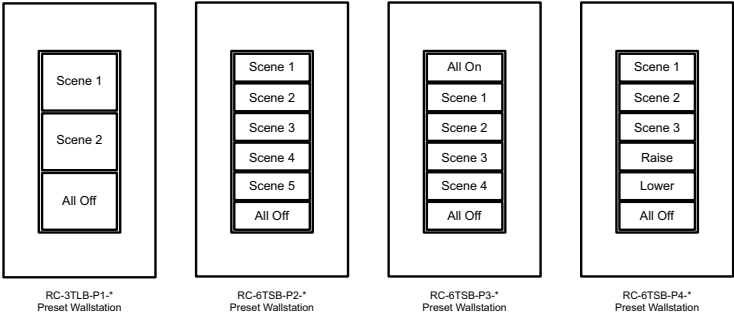 Scene 1
Scene 2
All Off
RC-3TLB-P1-*
Preset Wallstation
Scene 1
Scene 2
Scene 3
Scene 4
Scene 5
All Off
RC-6TSB-P2-*
Preset Wallstation
All On
Scene 1
Scene 2
Scene 3
Scene 4
All Off
RC-6TSB-P3-*
Preset Wallstation
Scene 1
Scene 2
Scene 3
Raise
Lower
All Off
RC-6TSB-P4-*
Preset Wallstation